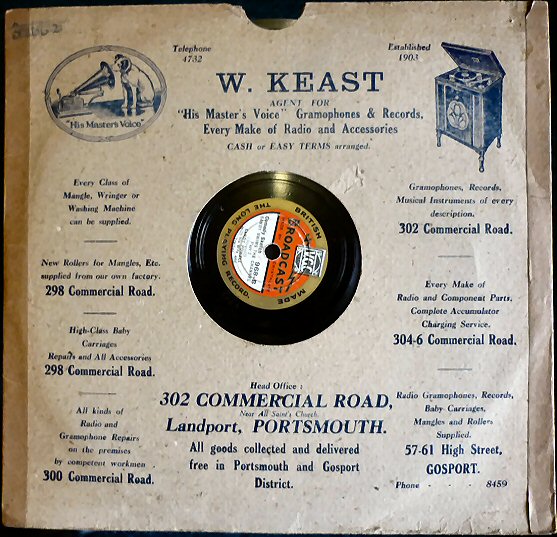 Telephone
4732
Established
1903
W. KEAST
AGENT FOR
"His Master's Voice" Gramophones & Records,
Every Make of Radio and Accessories
CASH or EASY TERMS arranged.
"His Master's Voice"
Every Class of
Mangle, Wringer or
Washing Machine
can be supplied.
New Rollers for Mangles, Etc.
supplied from our own factory.
298 Commercial Road.
High-Class Baby
Carriages
Repairs and All Accessories
298 Commercial Road.
All kinds of
Radio and
Gramophone Repairs
on the premises
by competent workmen
300 Commercial Road.
BRITISH
MADE
THE LONG PLAYING RECORD
BROADCAST
968-B
Gramophones, Records,
Musical Instruments of every
description.
302 Commercial Road.
Every Make of
Radio and Component Parts.
Complete Accumulator
Charging Service.
304-6 Commercial Road.
Radio Gramophones, Records,
Baby Carriages,
Mangles and Rollers
Supplied.
57-61 High Street,
GOSPORT.
Phone - - - 8459
Head Office :
302 COMMERCIAL ROAD,
Near All Saint's Church.
Landport, PORTSMOUTH.
All goods collected and delivered
free in Portsmouth and Gosport
District.